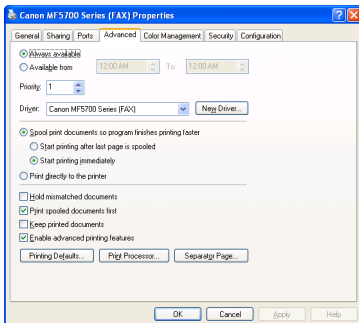 Canon MF5700 Series (FAX) Properties
General Sharing Ports Advanced Color Management Security Configuration
Always available
Available from 12:00 AM To 12:00 AM
Priority: 1
Driver: Canon MF5700 Series (FAX) New Driver...
Spool print documents so program finishes printing faster
Start printing after last page is spooled
Start printing immediately
Print directly to the printer
Hold mismatched documents
Print spooled documents first
Keep printed documents
Enable advanced printing features
Printing Defaults... Print Processor... Separator Page...
OK Cancel Apply Help